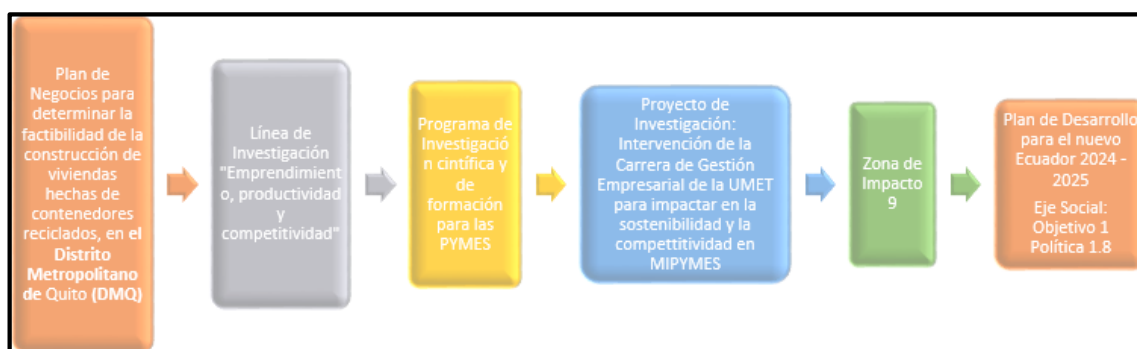 Plan de
Negocios para
determinar la
factibilidad de la
construcción de
viviendas
hechas de
contenedores
reciclados, en el
Distrito
Metropolitano
de Quito (DMQ)
Línea de
Investigación
"Emprendimient
o, productividad
y
competitividad"
Programa de
Investigació
n cintífica y
de
formación
para las
PYMES
Proyecto de
Investigación:
Intervención de la
Carrera de Gestión
Empresarial de la UMET
para impactar en la
sostenibilidad y la
compettitividad en
MIPYMES
Zona de
Impacto
9
Plan de Desarrollo
para el nuevo
Ecuador 2024 -
2025
Eje Social:
Objetivo 1
Política 1.8